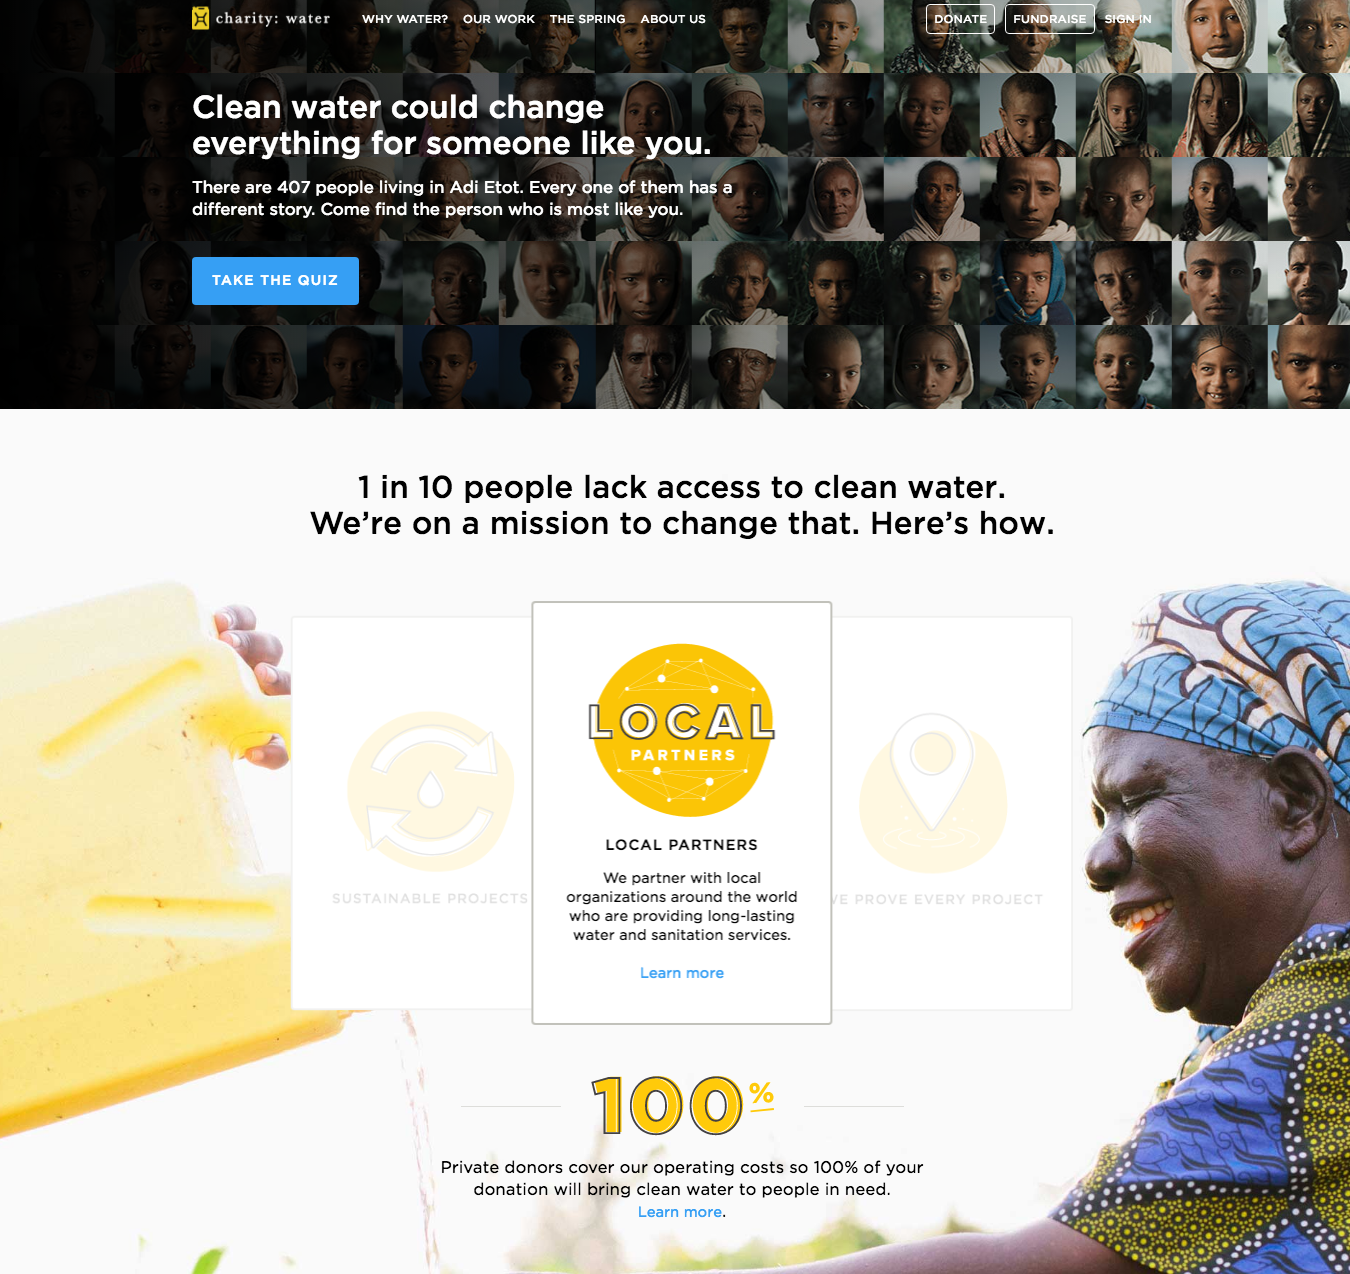 charity: water
WHY WATER?
OUR WORK
THE SPRING
ABOUT US
DONATE
FUNDRAISE
SIGN IN
Clean water could change
everything for someone like you.
There are 407 people living in Adi Etot. Every one of them has a
different story. Come find the person who is most like you.
TAKE THE QUIZ
1 in 10 people lack access to clean water.
We’re on a mission to change that. Here’s how.
SUSTAINABLE PROJECTS
LOCAL
PARTNERS
LOCAL PARTNERS
We partner with local
organizations around the world
who are providing long-lasting
water and sanitation services.
Learn more
PROVE EVERY PROJECT
100%
Private donors cover our operating costs so 100% of your
donation will bring clean water to people in need.
Learn more.